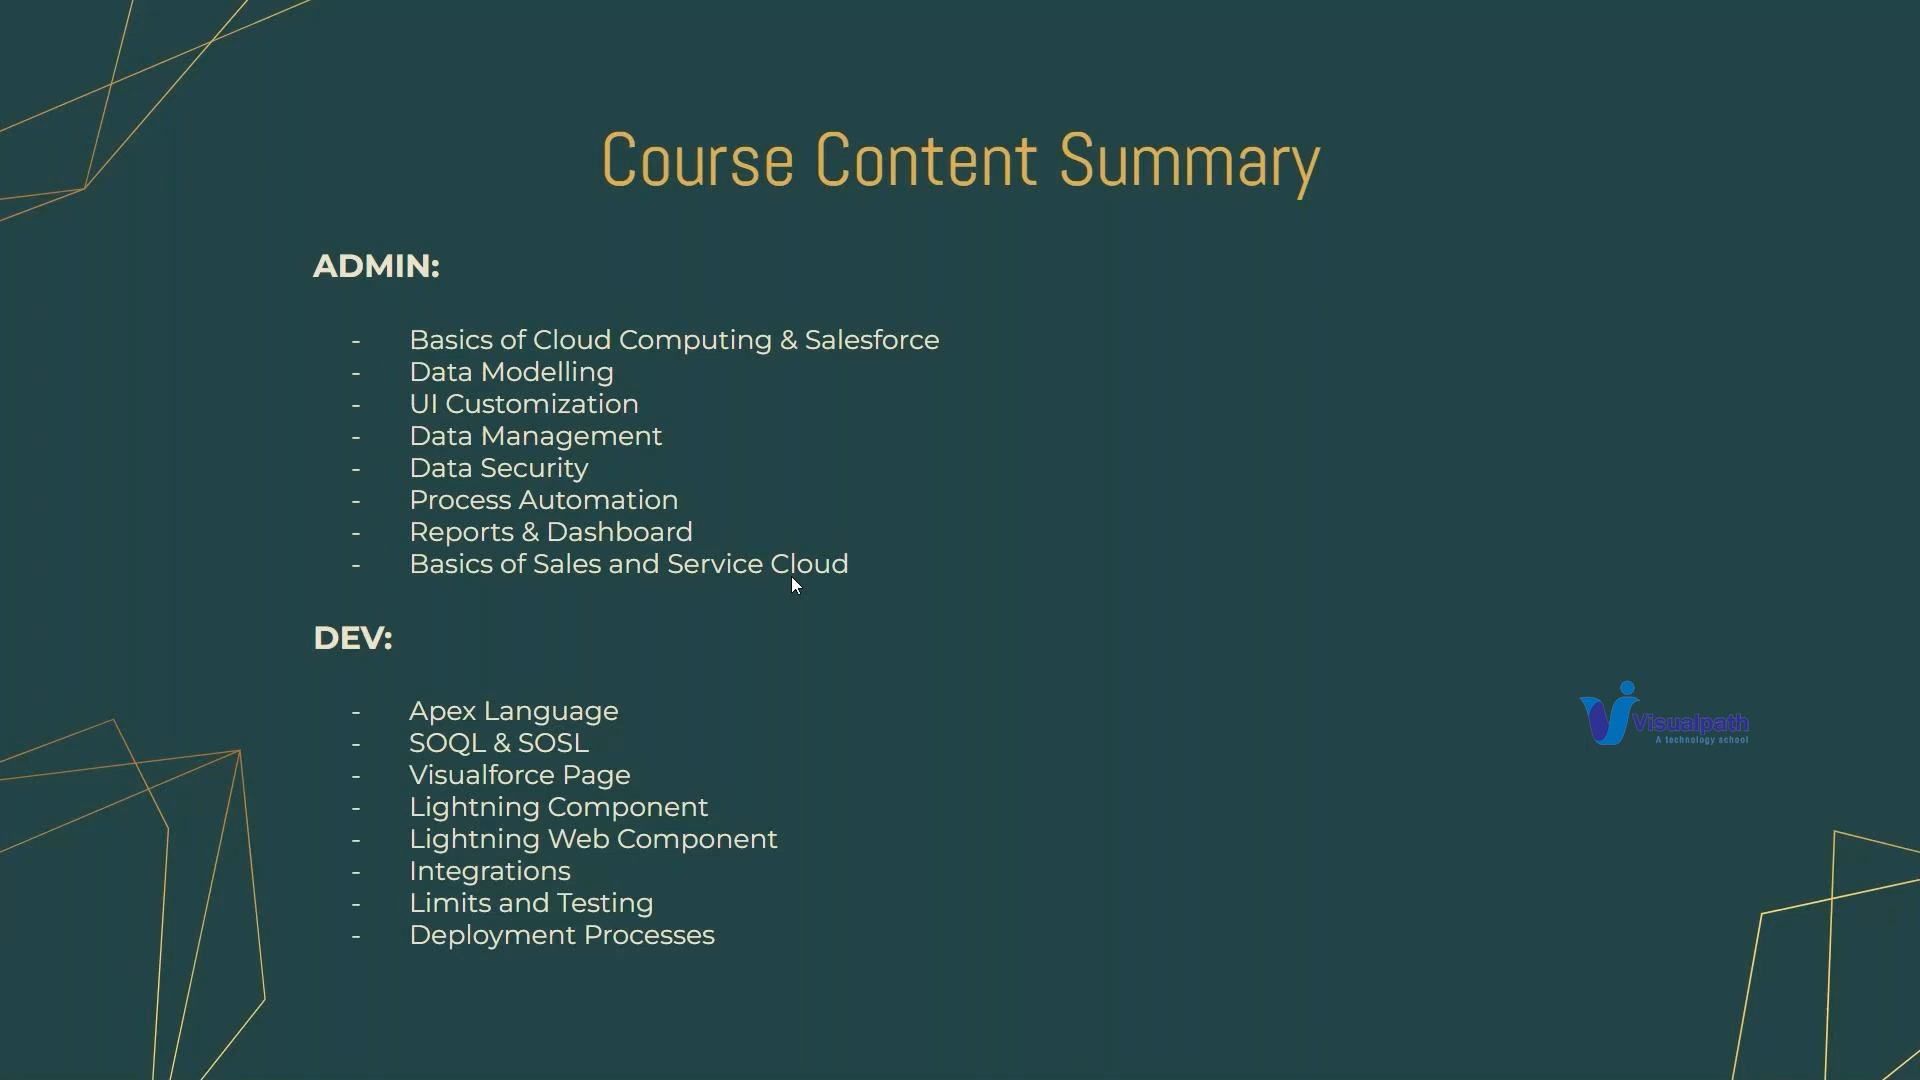 Course Content Summary
ADMIN:
- Basics of Cloud Computing & Salesforce
- Data Modelling
- UI Customization
- Data Management
- Data Security
- Process Automation
- Reports & Dashboard
- Basics of Sales and Service Cloud
DEV:
- Apex Language
- SOQL & SOSL
- Visualforce Page
- Lightning Component
- Lightning Web Component
- Integrations
- Limits and Testing
- Deployment Processes
Visualpath
A technology school